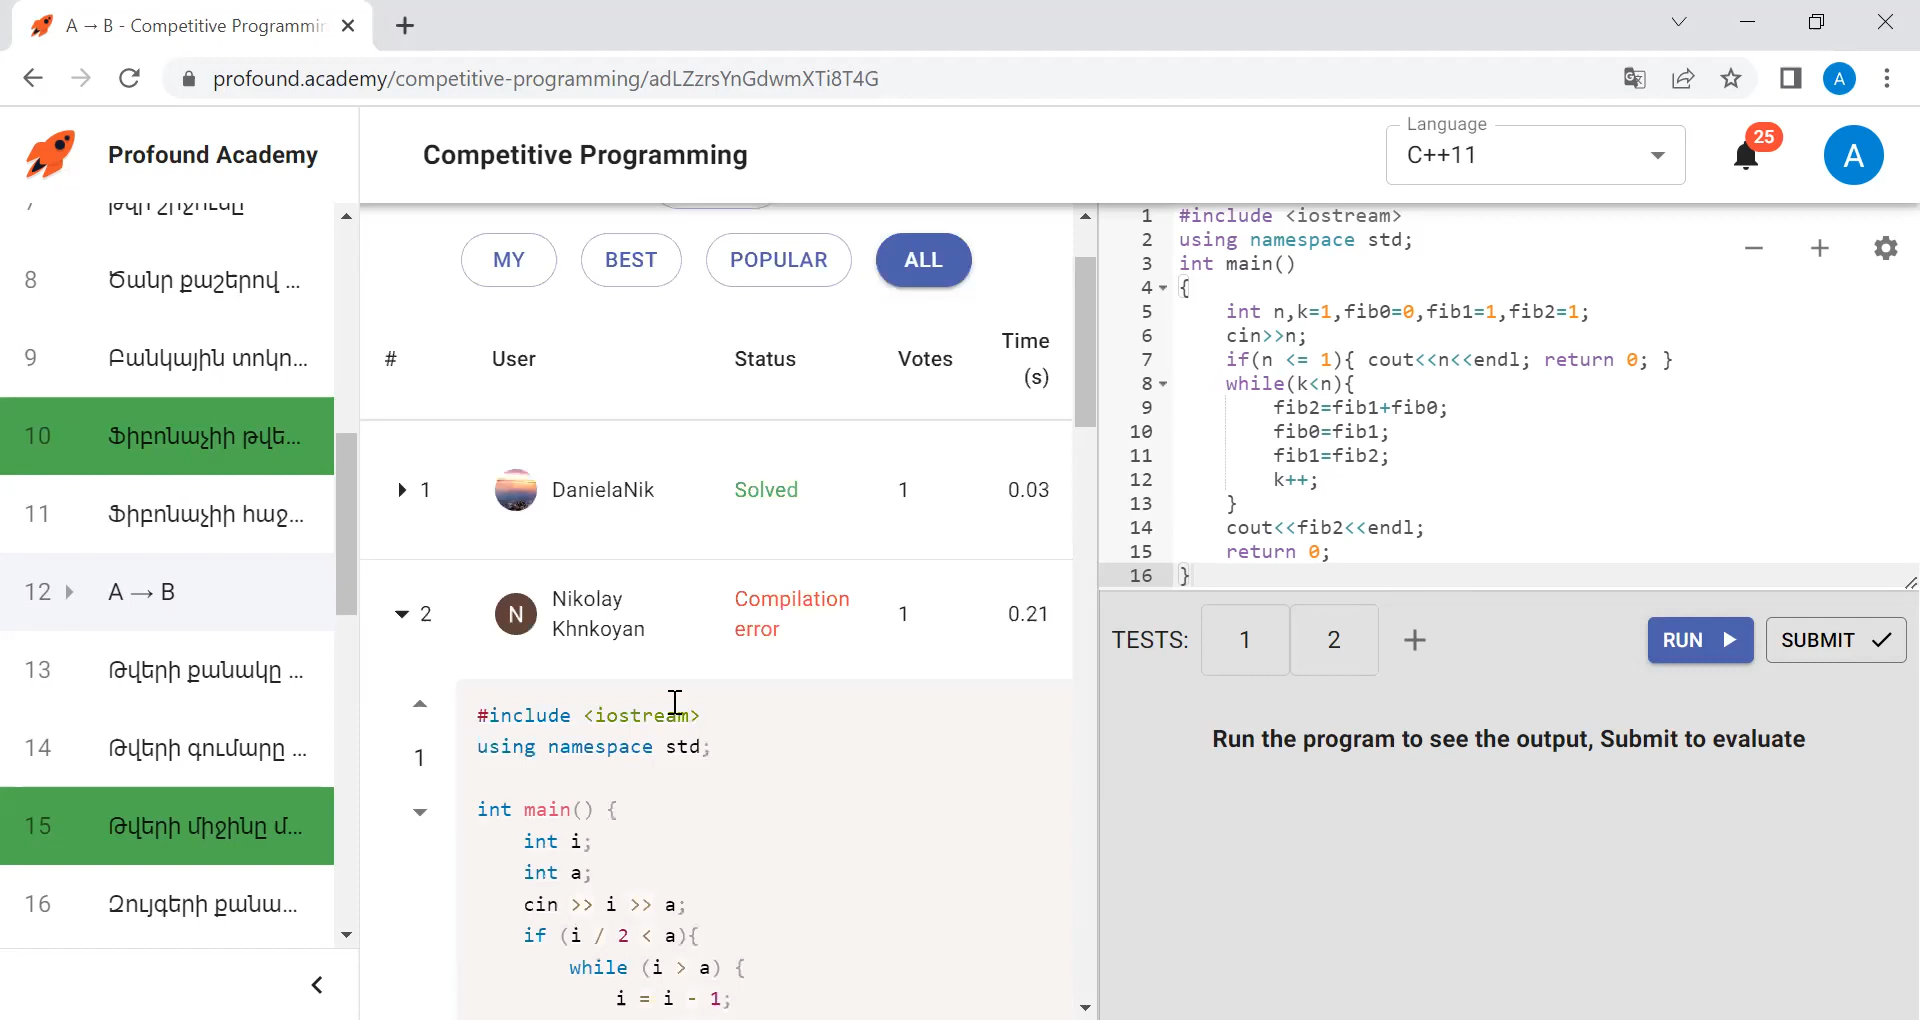 A → B - Competitive Programmin
profound.academy/competitive-programming/adLZzrsYnGdwmXTi8T4G
A
Profound Academy
Competitive Programming
Language
C++11
25
A
7 թվի շրջումը
8 Ծանր քաշերով ...
9 Բանկային տոկո...
10 Ֆիբոնաչիի թվե...
11 Ֆիբոնաչիի հաջ...
12 A → B
13 Թվերի քանակը ...
14 Թվերի գումարը ...
15 Թվերի միջինը մ...
16 Զույգերի քանա...
MY BEST POPULAR ALL
# User Status Votes Time (s)
1 DanielaNik Solved 1 0.03
2 N Nikolay Khnkoyan Compilation error 1 0.21
1
#include <iostream>
using namespace std;
int main() {
int i;
int a;
cin >> i >> a;
if (i / 2 < a){
while (i > a) {
i = i - 1;
1 #include <iostream>
2 using namespace std;
3 int main()
4 {
5 int n,k=1,fib0=0,fib1=1,fib2=1;
6 cin>>n;
7 if(n <= 1){ cout<<n<<endl; return 0; }
8 while(k<n){
9 fib2=fib1+fib0;
10 fib0=fib1;
11 fib1=fib2;
12 k++;
13 }
14 cout<<fib2<<endl;
15 return 0;
16 }
TESTS: 1 2 + RUN SUBMIT
Run the program to see the output, Submit to evaluate